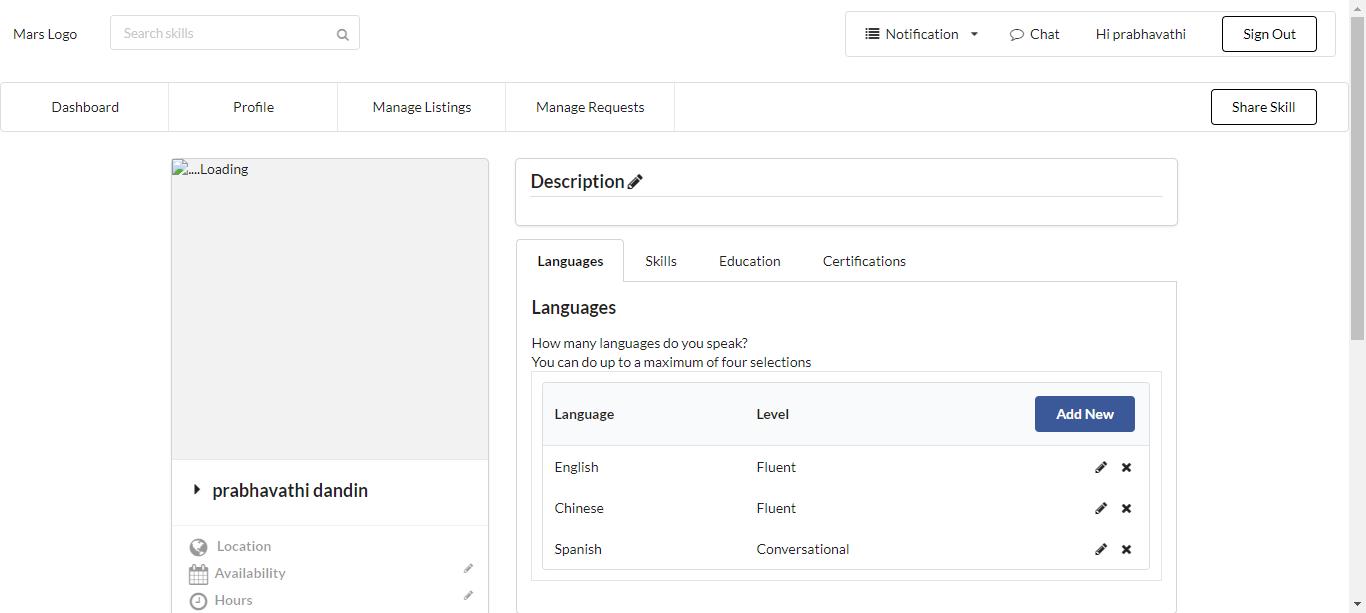 Mars Logo
Search skills
Notification
Chat
Hi prabhavathi
Sign Out
Dashboard
Profile
Manage Listings
Manage Requests
Share Skill
....Loading
prabhavathi dandin
Location
Availability
Hours
Description
Languages Skills Education Certifications
Languages
How many languages do you speak?
You can do up to a maximum of four selections
Language Level Add New
English Fluent
Chinese Fluent
Spanish Conversational